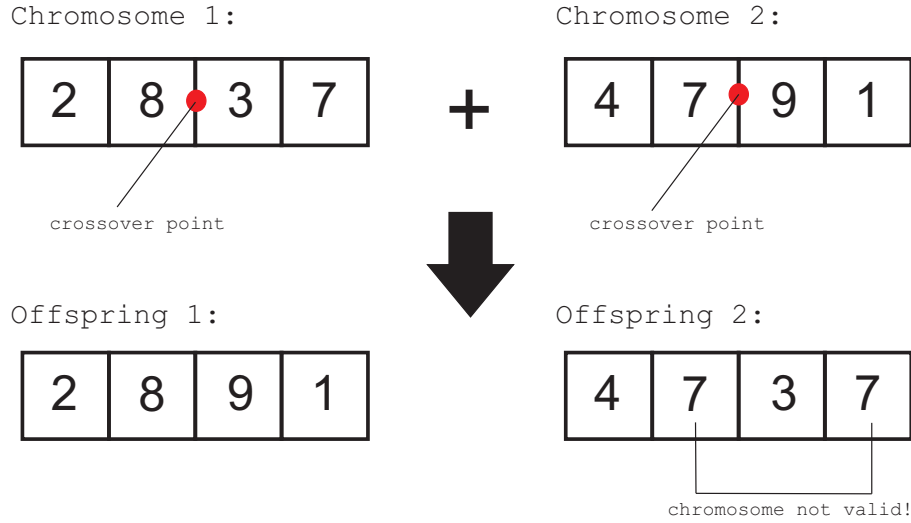 Chromosome 1:
Chromosome 2:
2 8 3 7
+
4 7 9 1
crossover point
crossover point
Offspring 1:
Offspring 2:
2 8 9 1
4 7 3 7
chromosome not valid!